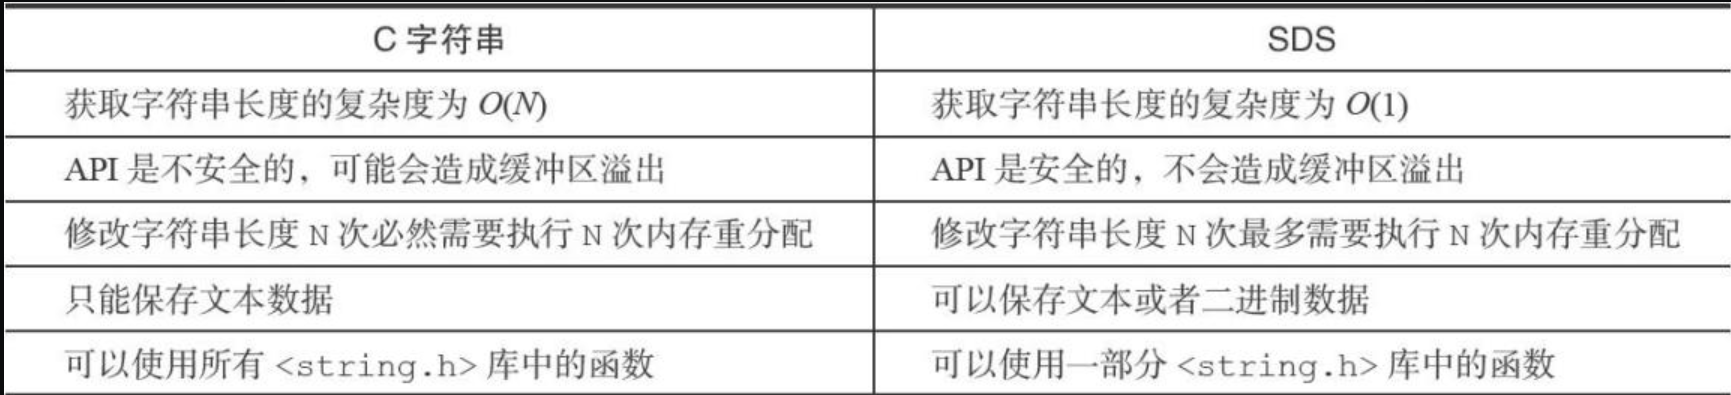 C 字符串 SDS
获取字符串长度的复杂度为 O(N) 获取字符串长度的复杂度为 O(1)
API 是不安全的，可能会造成缓冲区溢出 API 是安全的，不会造成缓冲区溢出
修改字符串长度 N 次必然需要执行 N 次内存重分配 修改字符串长度 N 次最多需要执行 N 次内存重分配
只能保存文本数据 可以保存文本或者二进制数据
可以使用所有 <string.h> 库中的函数 可以使用一部分 <string.h> 库中的函数